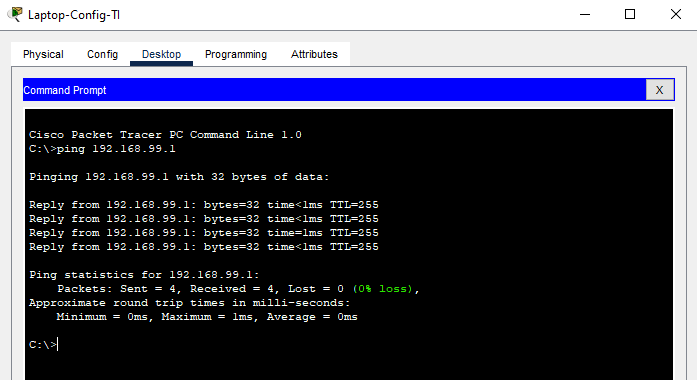 Laptop-Config-TI
Physical Config Desktop Programming Attributes
Command Prompt X
Cisco Packet Tracer PC Command Line 1.0
C:\>ping 192.168.99.1
Pinging 192.168.99.1 with 32 bytes of data:
Reply from 192.168.99.1: bytes=32 time<1ms TTL=255
Reply from 192.168.99.1: bytes=32 time<1ms TTL=255
Reply from 192.168.99.1: bytes=32 time=1ms TTL=255
Reply from 192.168.99.1: bytes=32 time<1ms TTL=255
Ping statistics for 192.168.99.1:
Packets: Sent = 4, Received = 4, Lost = 0 (0% loss),
Approximate round trip times in milli-seconds:
Minimum = 0ms, Maximum = 1ms, Average = 0ms
C:\>